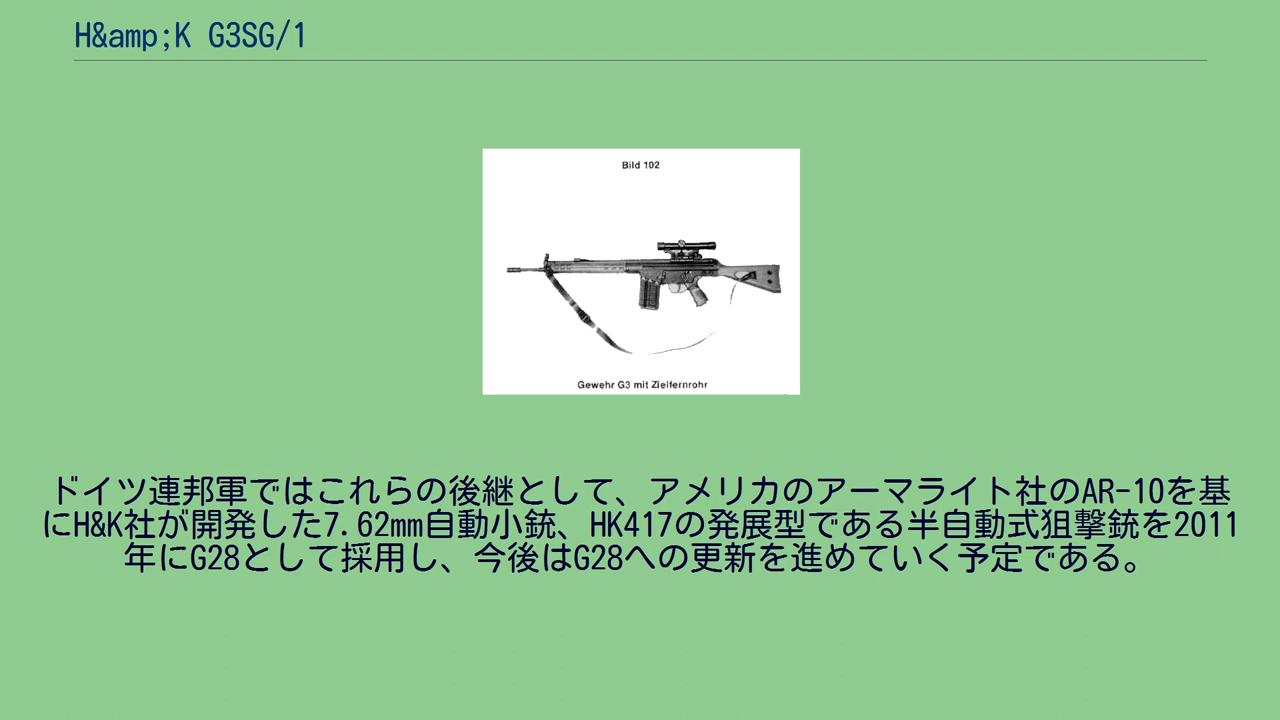 H&amp;K G3SG/1
Bild 102
Gewehr G3 mit Zielfernrohr
ドイツ連邦軍ではこれらの後継として、アメリカのアーマライト社のAR-10を基
にH&K社が開発した7.62mm自動小銃、HK417の発展型である半自動式狙撃銃を2011
年にG28として採用し、今後はG28への更新を進めていく予定である。